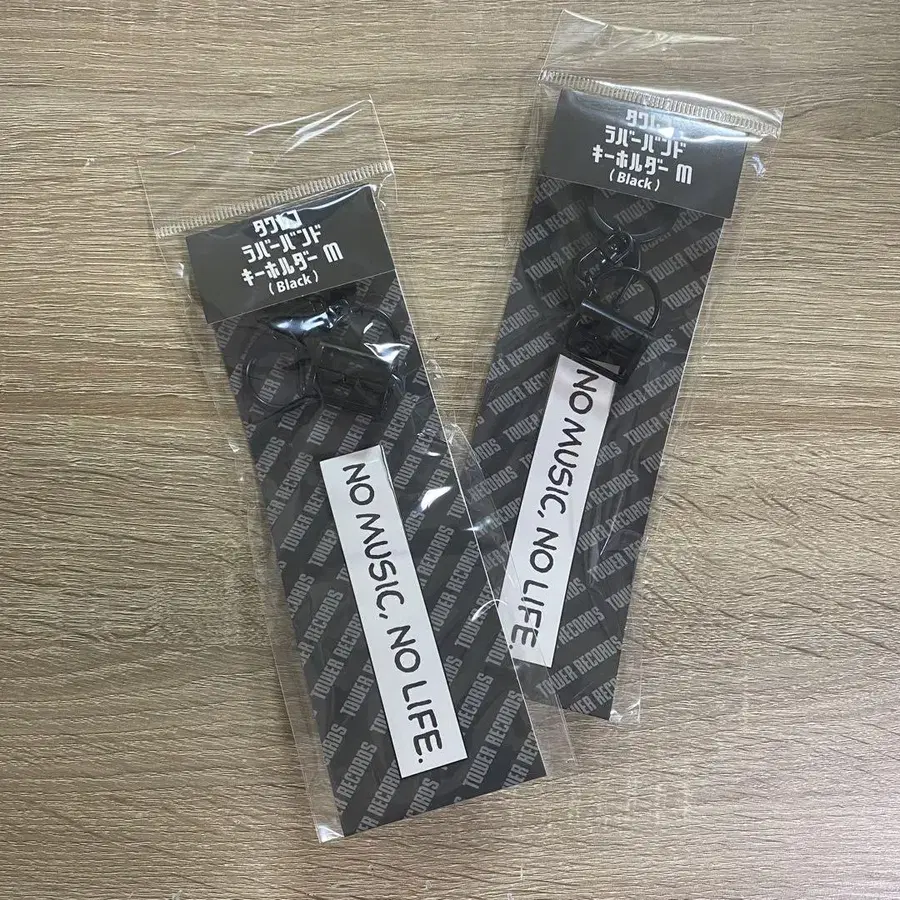 タワレコ
ラバーバンド
キーホルダー M
(Black)
TOWER RECORDS
NO MUSIC, NO LIFE.
タワレコ
ラバーバンド
キーホルダー M
(Black)
TOWER RECORDS
NO MUSIC, NO LIFE.